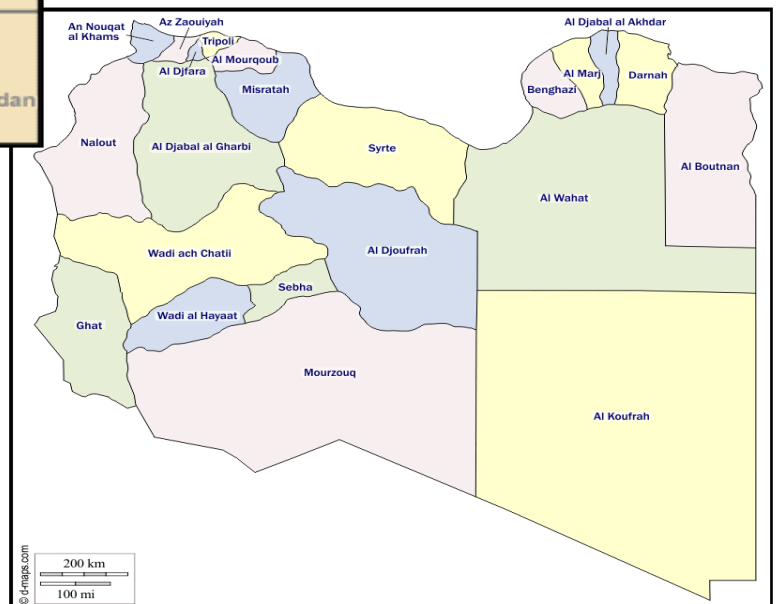 dan
An Nouqat
al Khams
Az Zaouiyah
Tripoli
Al Djfara
Al Mourqoub
Misratah
Nalout
Al Djabal al Gharbi
Syrte
Al Djabal al Akhdar
Al Marj
Darnah
Benghazi
Al Boutnan
Al Wahat
Wadi ach Chatii
Al Djoufrah
Sebha
Wadi al Hayaat
Ghat
Mourzouq
Al Koufrah
200 km
100 mi
© d-maps.com